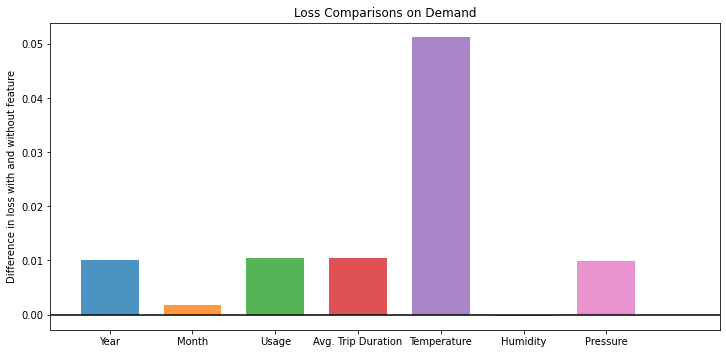 Loss Comparisons on Demand
Difference in loss with and without feature
0.05
0.04
0.03
0.02
0.01
0.00
Year Month Usage Avg. Trip Duration Temperature Humidity Pressure